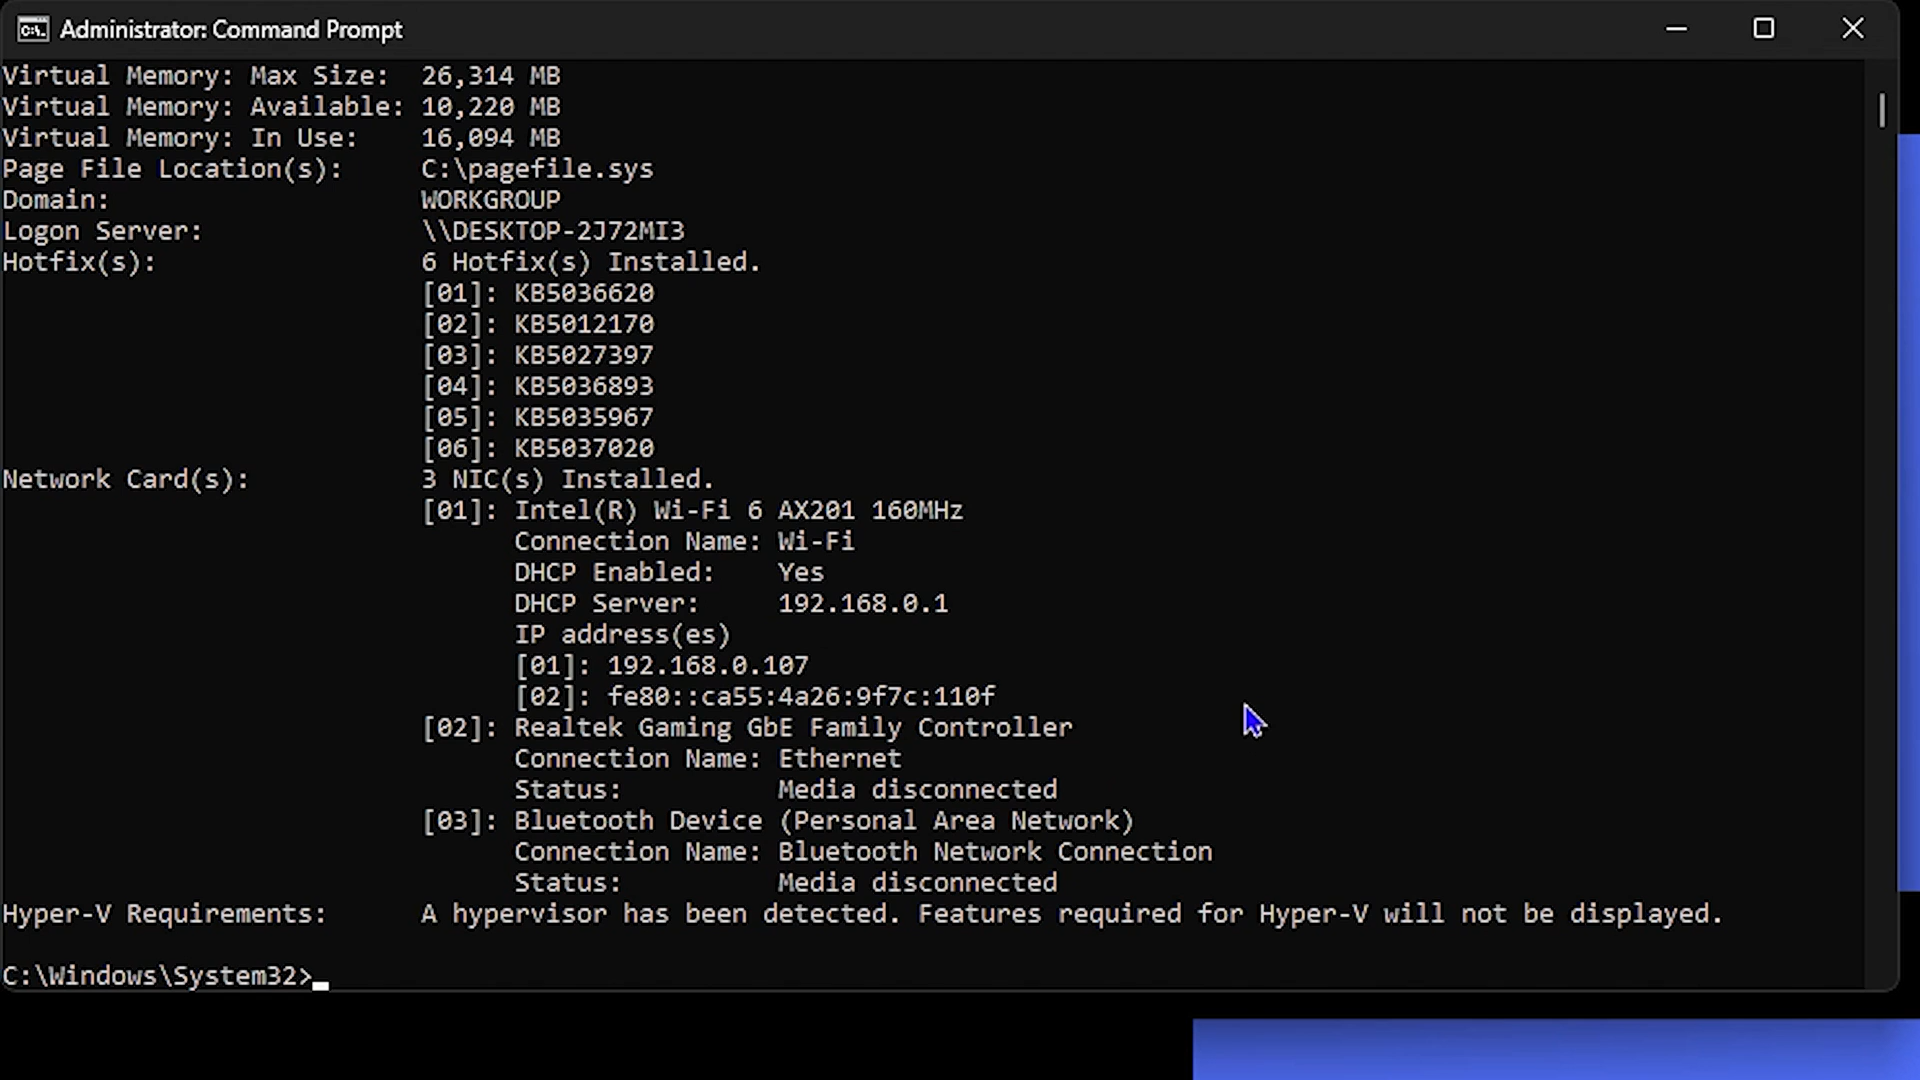 Administrator: Command Prompt
Virtual Memory: Max Size:  26,314 MB
Virtual Memory: Available: 10,220 MB
Virtual Memory: In Use:    16,094 MB
Page File Location(s):     C:\pagefile.sys
Domain:                    WORKGROUP
Logon Server:              \\DESKTOP-2J72MI3
Hotfix(s):                 6 Hotfix(s) Installed.
                           [01]: KB5036620
                           [02]: KB5012170
                           [03]: KB5027397
                           [04]: KB5036893
                           [05]: KB5035967
                           [06]: KB5037020
Network Card(s):           3 NIC(s) Installed.
                           [01]: Intel(R) Wi-Fi 6 AX201 160MHz
                                 Connection Name: Wi-Fi
                                 DHCP Enabled:    Yes
                                 DHCP Server:     192.168.0.1
                                 IP address(es)
                                 [01]: 192.168.0.107
                                 [02]: fe80::ca55:4a26:9f7c:110f
                           [02]: Realtek Gaming GbE Family Controller
                                 Connection Name: Ethernet
                                 Status:          Media disconnected
                           [03]: Bluetooth Device (Personal Area Network)
                                 Connection Name: Bluetooth Network Connection
                                 Status:          Media disconnected
Hyper-V Requirements:      A hypervisor has been detected. Features required for Hyper-V will not be displayed.
C:\Windows\System32>